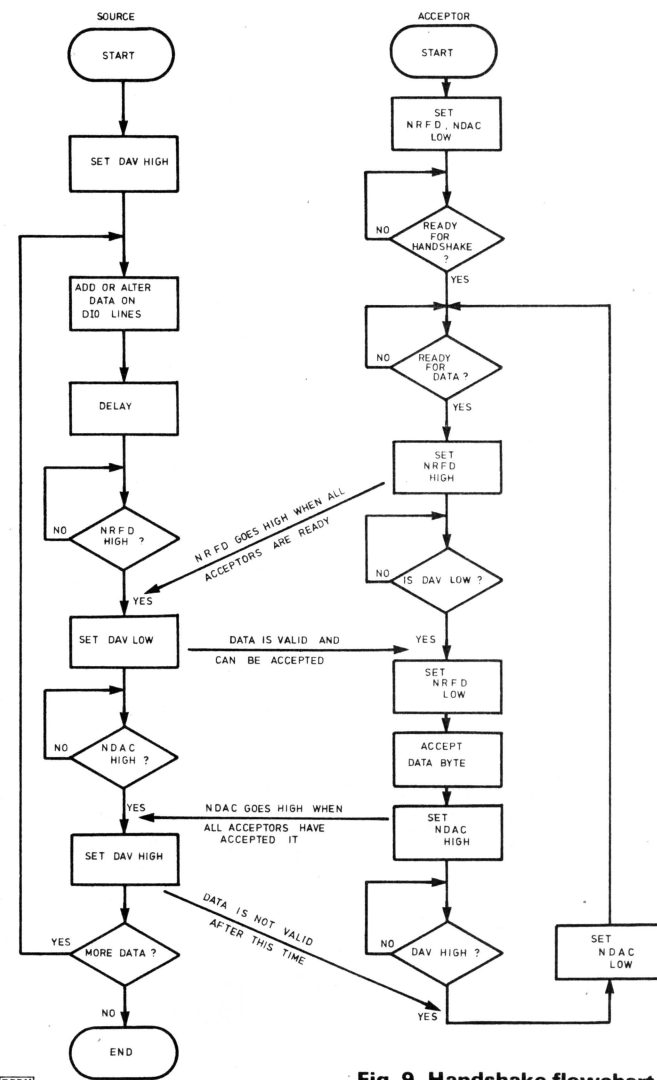 SOURCE
START
SET DAV HIGH
ADD OR ALTER
DATA ON
DIO LINES
DELAY
NRFD
HIGH ?
NO
YES
SET DAV LOW
NDAC
HIGH ?
NO
YES
SET DAV HIGH
MORE DATA ?
YES
NO
END
NRFD GOES HIGH WHEN ALL
ACCEPTORS ARE READY
DATA IS VALID AND
CAN BE ACCEPTED
NDAC GOES HIGH WHEN
ALL ACCEPTORS HAVE
ACCEPTED IT
DATA IS NOT VALID
AFTER THIS TIME
ACCEPTOR
START
SET
NRFD, NDAC
LOW
READY
FOR
HANDSHAKE
?
NO
YES
READY
FOR
DATA ?
NO
YES
SET
NRFD
HIGH
IS DAV LOW ?
NO
YES
SET
NRFD
LOW
ACCEPT
DATA BYTE
SET
NDAC
HIGH
DAV HIGH ?
NO
YES
SET
NDAC
LOW
Fig. 9. Handshake flowchart